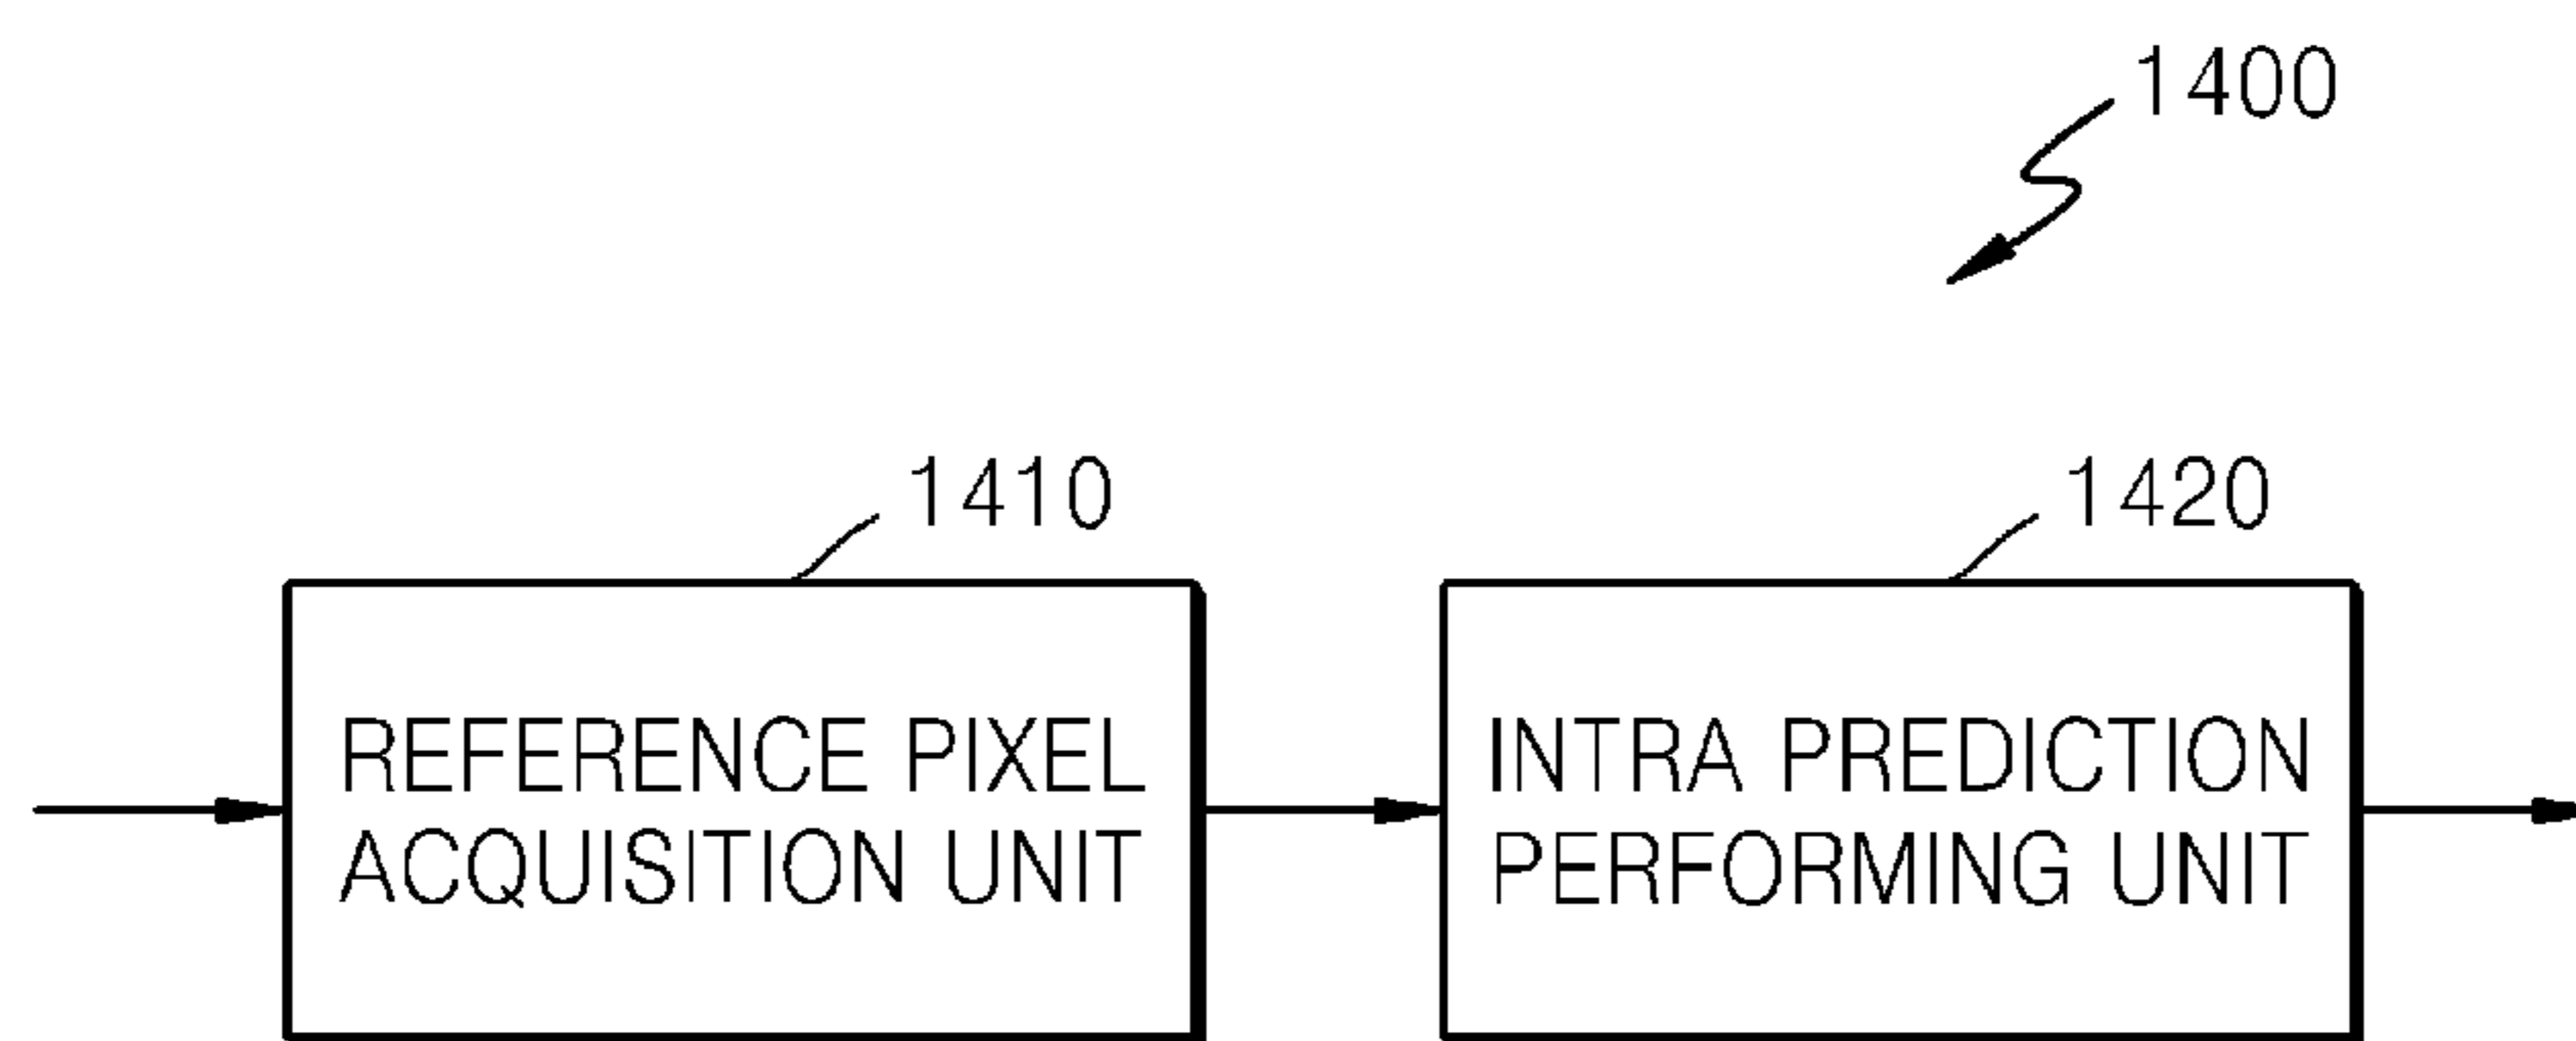 1400
1410
1420
REFERENCE PIXEL
ACQUISITION UNIT
INTRA PREDICTION
PERFORMING UNIT